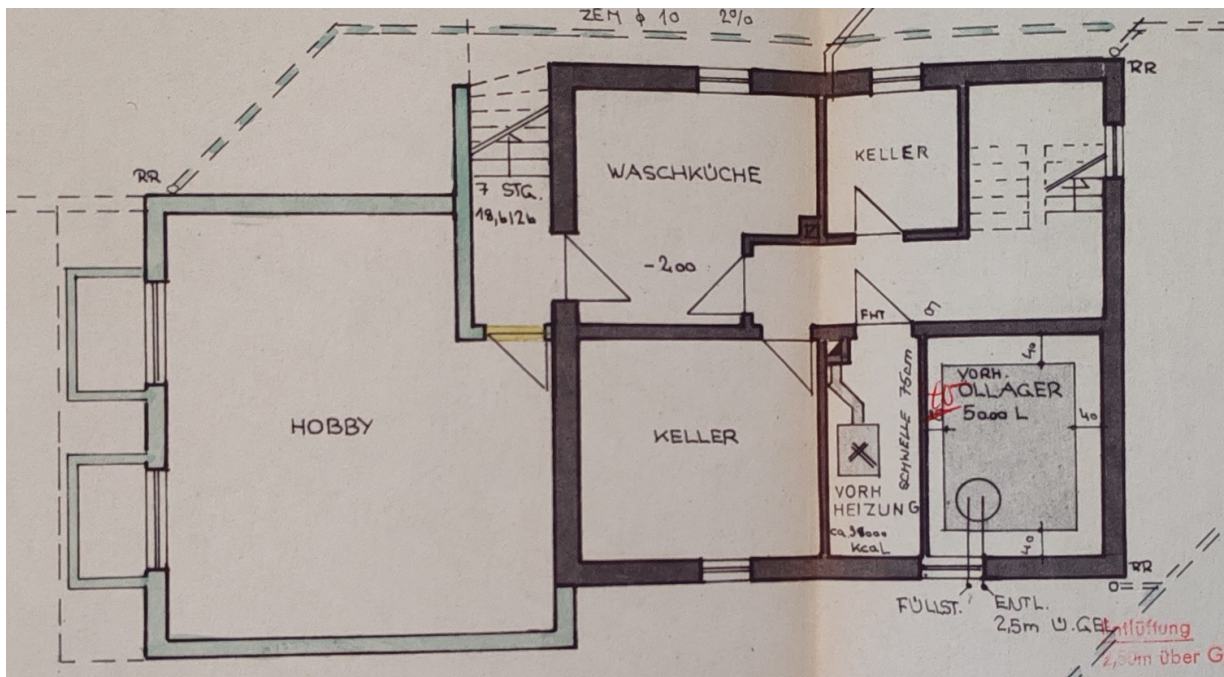 ZEM ϕ 10 2%
RR
RR
7 STG.
18,6/26
WASCHKÜCHE
KELLER
-2.00
FHT
SCHWELLE 75cm
HOBBY
KELLER
VORH
HEIZUNG
kcal
VORH.
ÖLLAGER
5000 L
40
40
40
FÜLLST.
ENTL.
2,5m Ü.GEL
RR
Entlüftung
2,50m über G